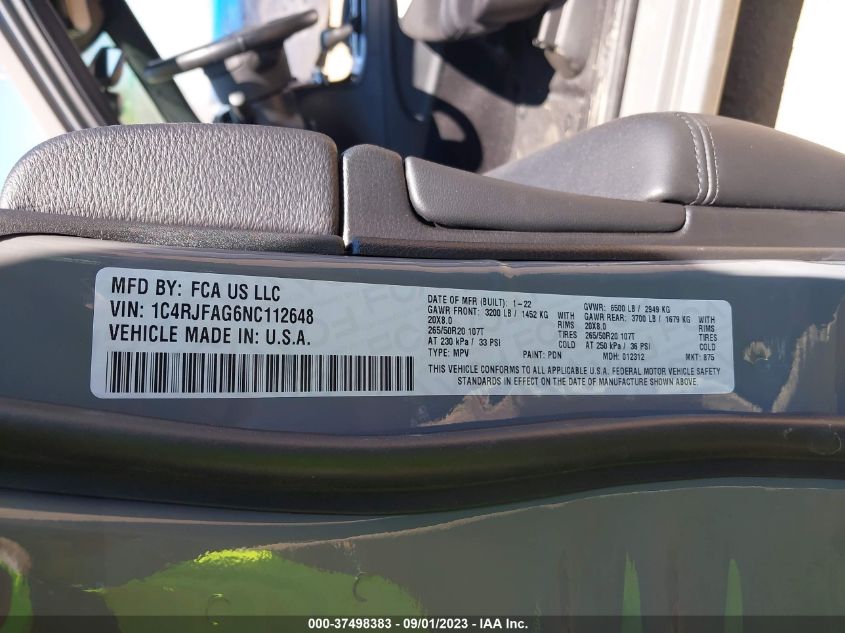 MFD BY: FCA US LLC
VIN: 1C4RJFAG6NC112648
VEHICLE MADE IN: U.S.A.
DATE OF MFR (BUILT): 1-22
GAWR FRONT: 3200 LB / 1452 KG WITH
20X8.0 RIMS
265/50R20 107T TIRES
AT 230 kPa / 33 PSI COLD
TYPE: MPV PAINT: PDN
GVWR: 6500 LB / 2949 KG
GAWR REAR: 3700 LB / 1679 KG WITH
20X8.0 RIMS
265/50R20 107T TIRES
AT 250 kPa / 36 PSI COLD
MDH: 012312 MKT: 875
THIS VEHICLE CONFORMS TO ALL APPLICABLE U.S.A. FEDERAL MOTOR VEHICLE SAFETY
STANDARDS IN EFFECT ON THE DATE OF MANUFACTURE SHOWN ABOVE.
000-37498383 - 09/01/2023 - IAA Inc.